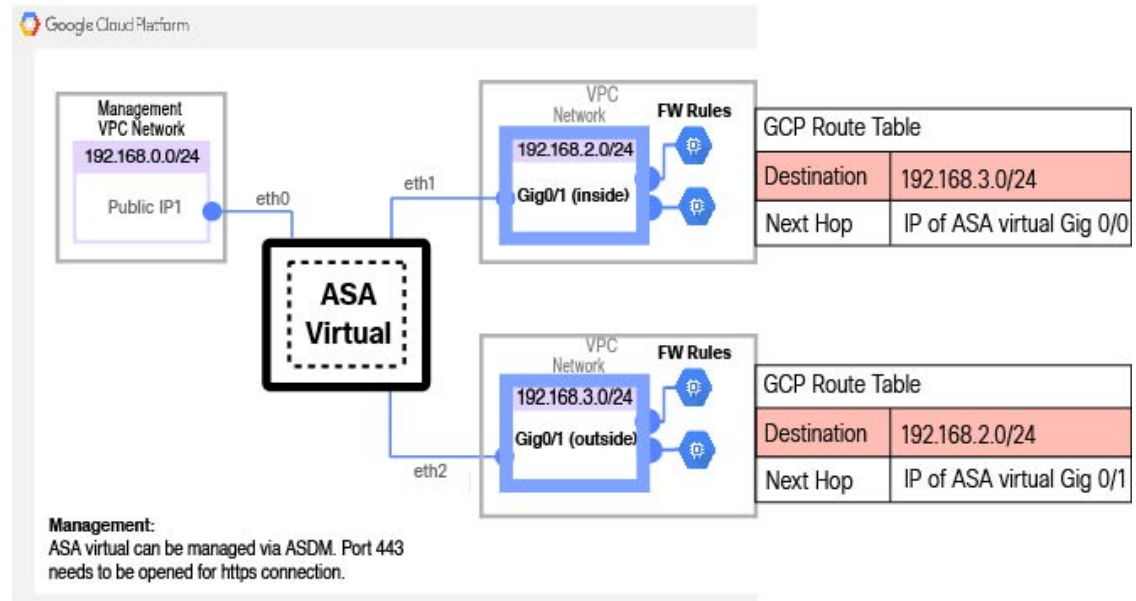 Google Cloud Platform
Management
VPC Network
192.168.0.0/24
Public IP1
eth0
eth1
ASA
Virtual
eth2
VPC
Network
FW Rules
192.168.2.0/24
Gig0/1 (inside)
GCP Route Table
Destination 192.168.3.0/24
Next Hop IP of ASA virtual Gig 0/0
VPC
Network
FW Rules
192.168.3.0/24
Gig0/1 (outside)
GCP Route Table
Destination 192.168.2.0/24
Next Hop IP of ASA virtual Gig 0/1
Management:
ASA virtual can be managed via ASDM. Port 443
needs to be opened for https connection.